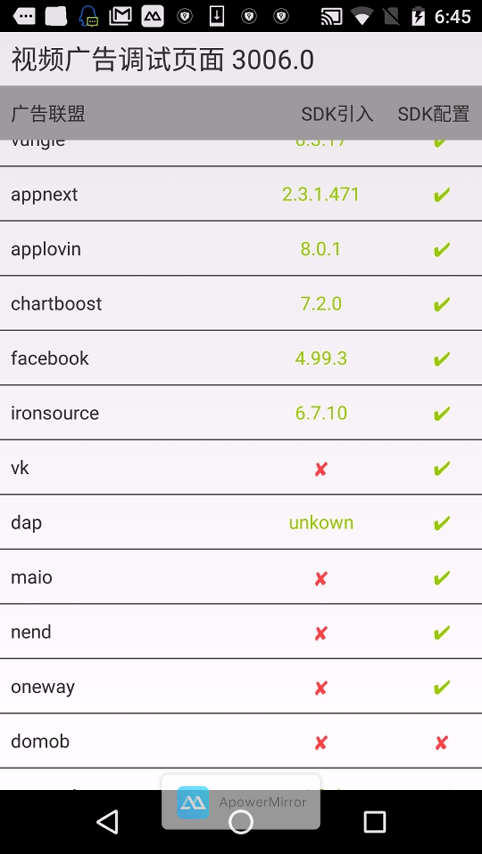 6:45
视频广告调试页面 3006.0
广告联盟 SDK引入 SDK配置
vungle 6.3.17 ✔
appnext 2.3.1.471 ✔
applovin 8.0.1 ✔
chartboost 7.2.0 ✔
facebook 4.99.3 ✔
ironsource 6.7.10 ✔
vk ✘ ✔
dap unkown ✔
maio ✘ ✔
nend ✘ ✔
oneway ✘ ✔
domob ✘ ✘
ApowerMirror